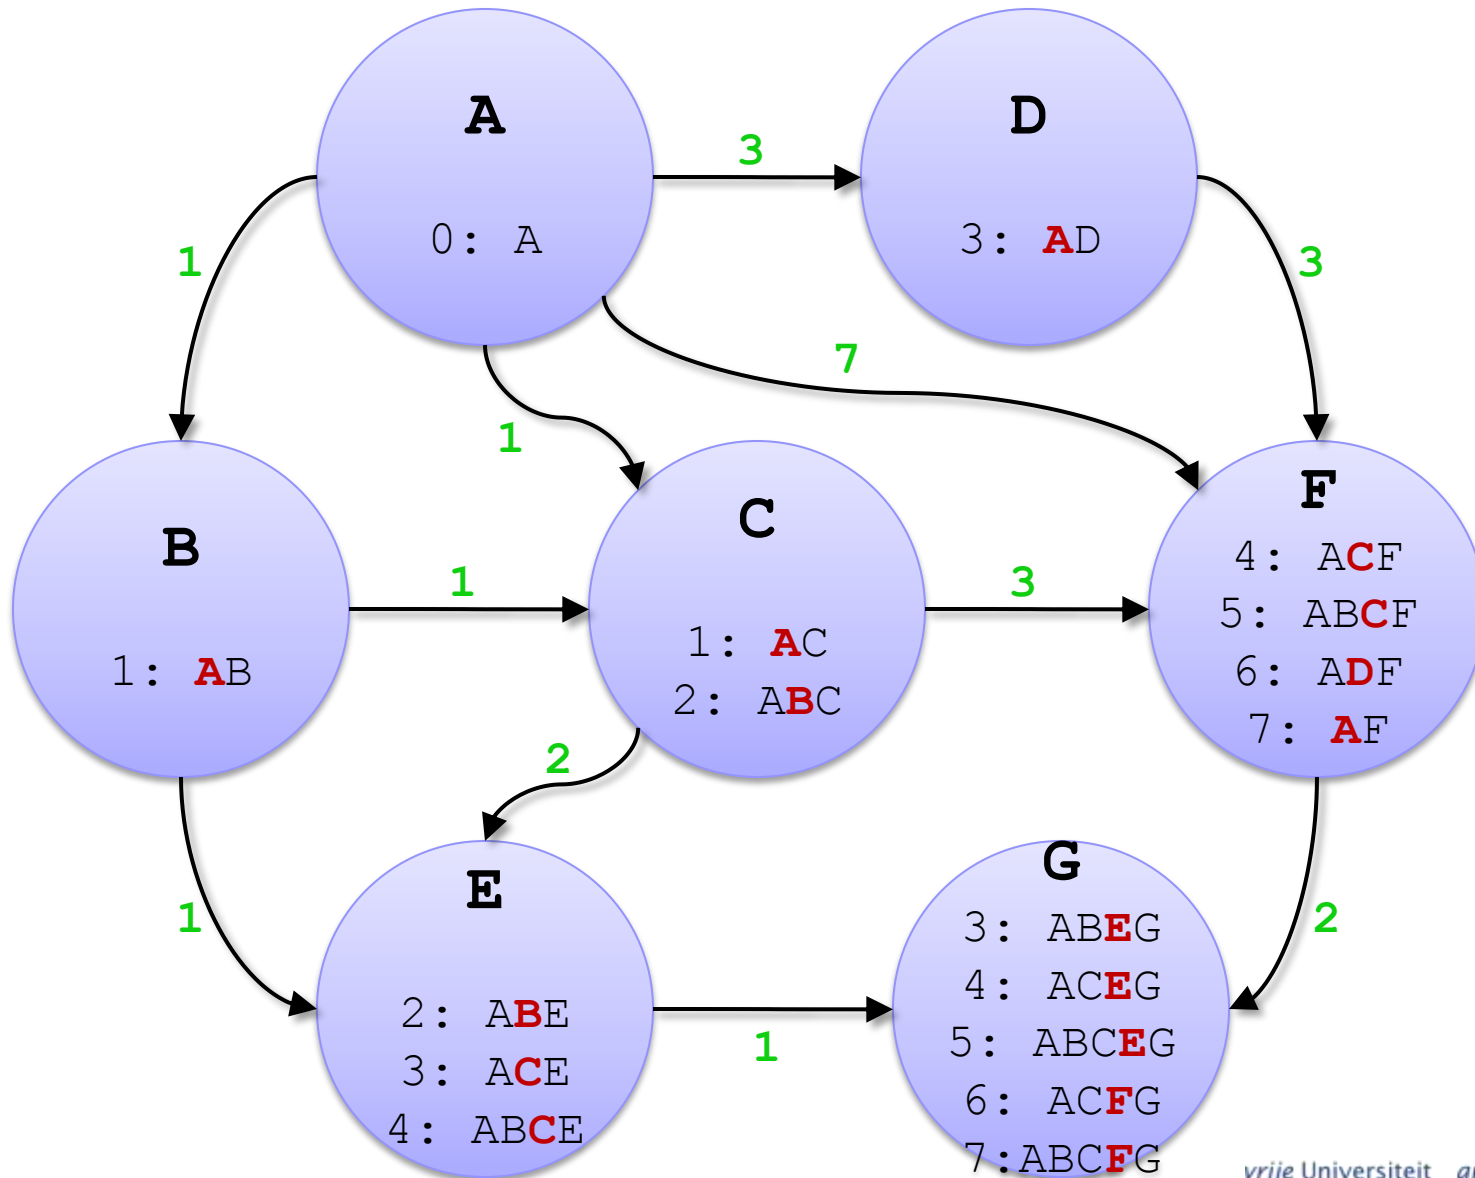 A
0: A
D
3: AD
3
1
3
7
1
B
1: AB
1
C
1: AC
2: ABC
3
F
4: ACF
5: ABCF
6: ADF
7: AF
2
1
E
2: ABE
3: ACE
4: ABCE
1
G
3: ABEG
4: ACEG
5: ABCEG
6: ACFG
7:ABCFG
2
vrije Universiteit